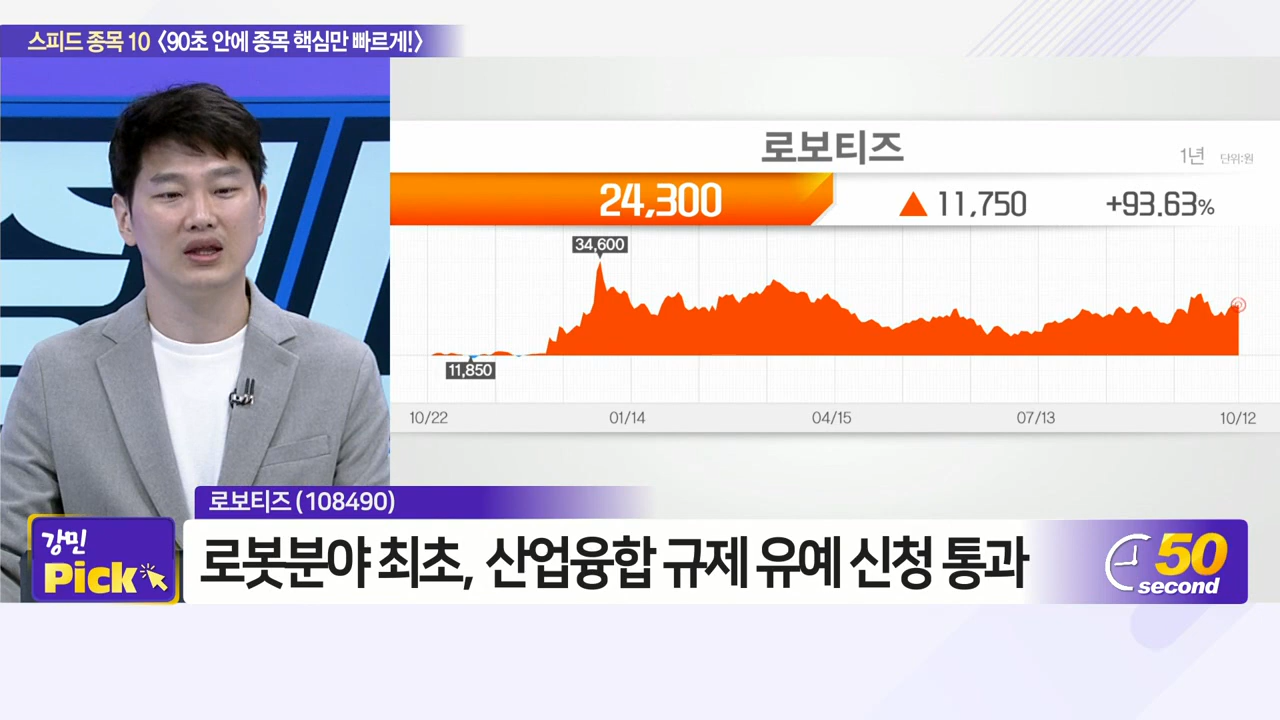 스피드 종목 10 〈90초 안에 종목 핵심만 빠르게!〉
로보티즈
1년 단위:원
24,300 ▲ 11,750 +93.63%
34,600
11,850
10/22 01/14 04/15 07/13 10/12
로보티즈 (108490)
강민
Pick
로봇분야 최초, 산업융합 규제 유예 신청 통과
50
second